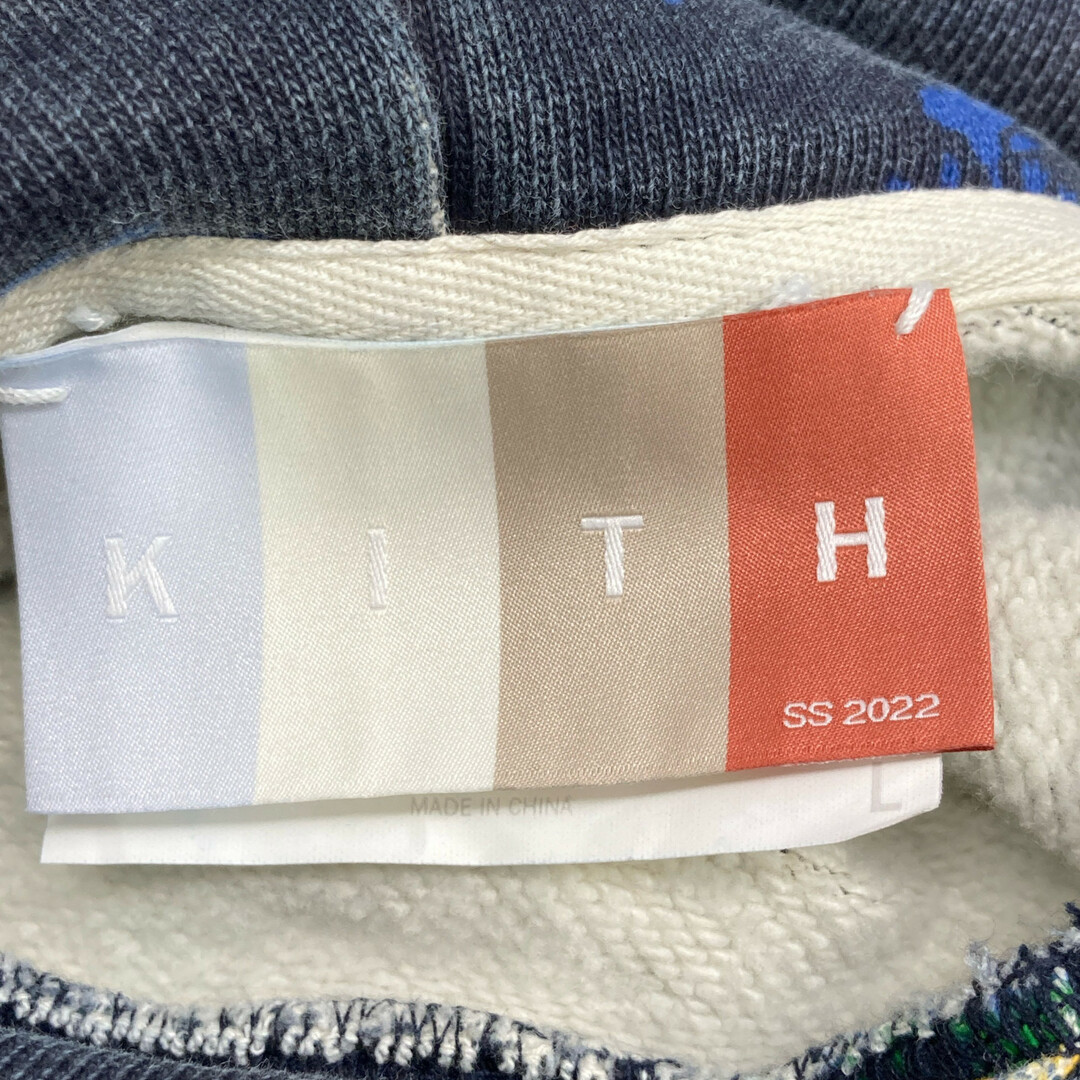 K I T H
SS 2022
MADE IN CHINA
L